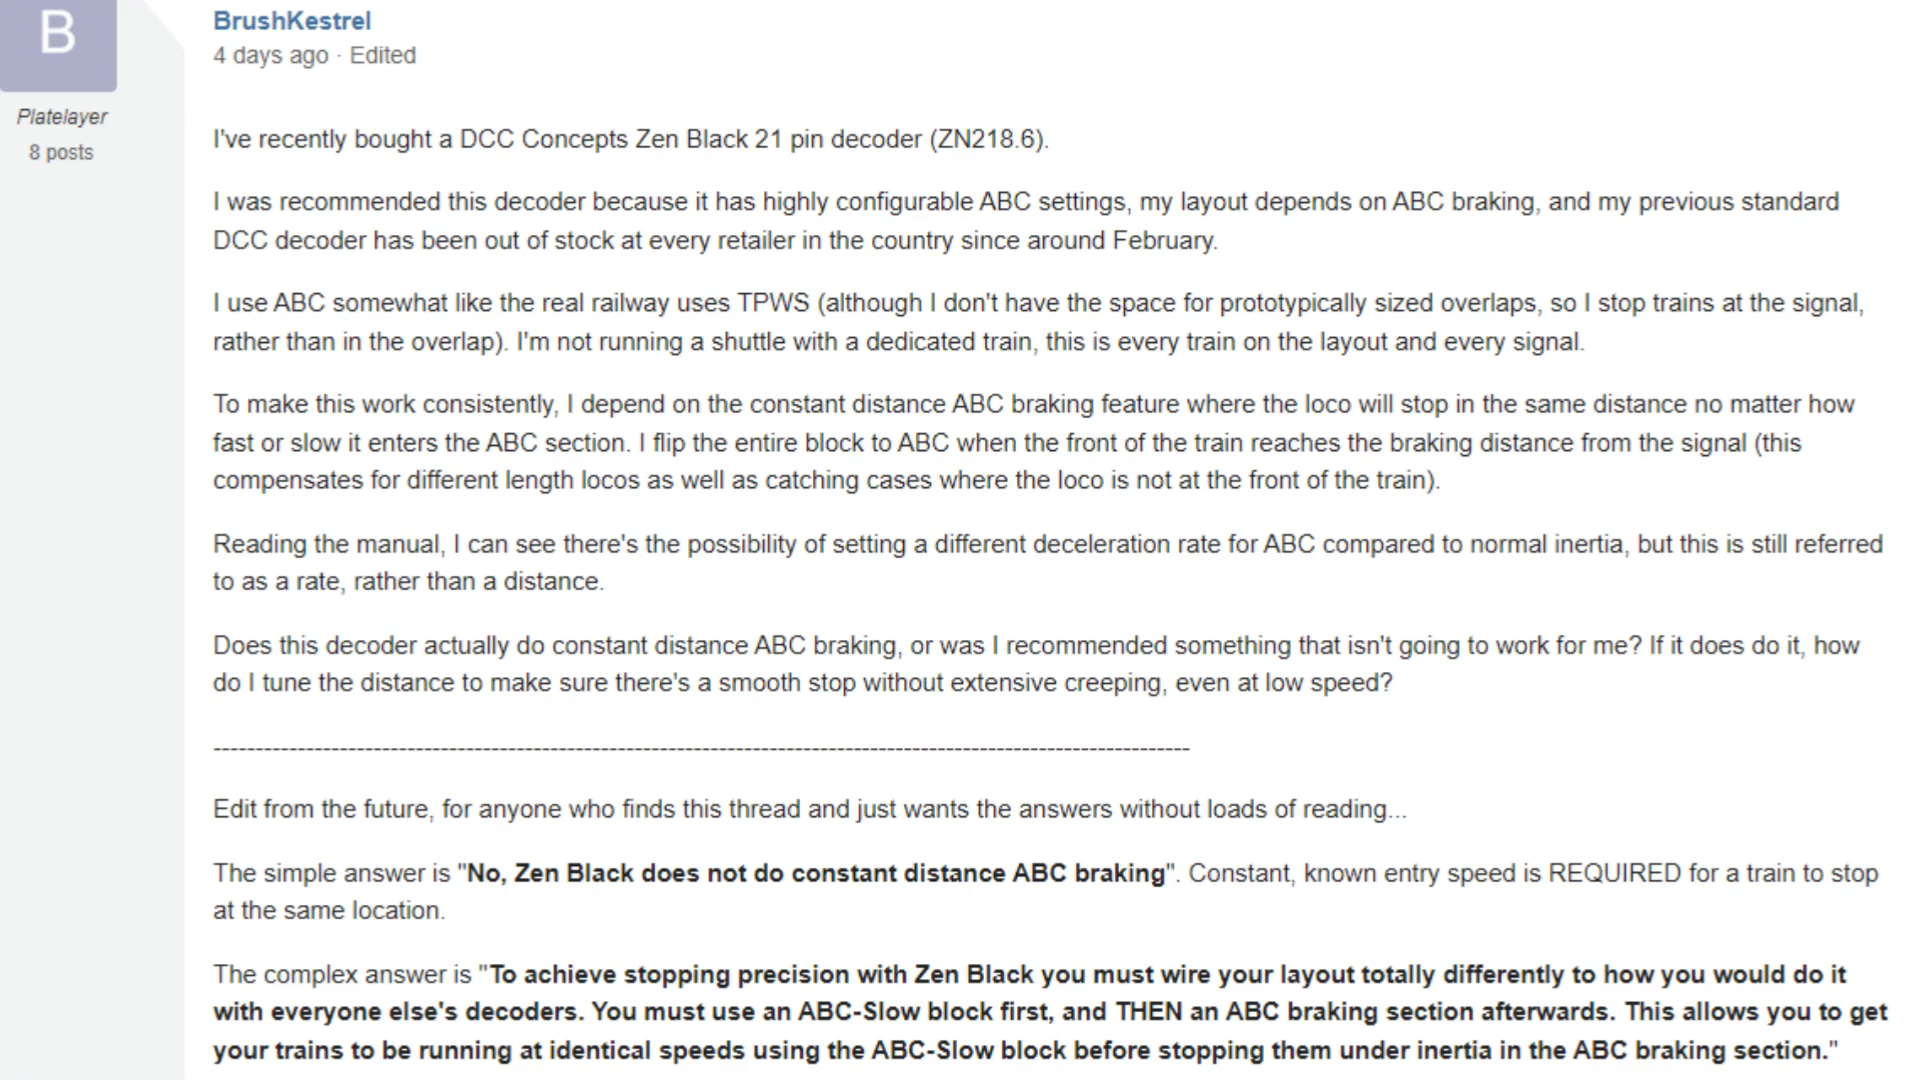 B
Platelayer
8 posts
BrushKestrel
4 days ago · Edited
I've recently bought a DCC Concepts Zen Black 21 pin decoder (ZN218.6).
I was recommended this decoder because it has highly configurable ABC settings, my layout depends on ABC braking, and my previous standard
DCC decoder has been out of stock at every retailer in the country since around February.
I use ABC somewhat like the real railway uses TPWS (although I don't have the space for prototypically sized overlaps, so I stop trains at the signal,
rather than in the overlap). I'm not running a shuttle with a dedicated train, this is every train on the layout and every signal.
To make this work consistently, I depend on the constant distance ABC braking feature where the loco will stop in the same distance no matter how
fast or slow it enters the ABC section. I flip the entire block to ABC when the front of the train reaches the braking distance from the signal (this
compensates for different length locos as well as catching cases where the loco is not at the front of the train).
Reading the manual, I can see there's the possibility of setting a different deceleration rate for ABC compared to normal inertia, but this is still referred
to as a rate, rather than a distance.
Does this decoder actually do constant distance ABC braking, or was I recommended something that isn't going to work for me? If it does do it, how
do I tune the distance to make sure there's a smooth stop without extensive creeping, even at low speed?
--------------------------------------------------------------------------------------------------------------------
Edit from the future, for anyone who finds this thread and just wants the answers without loads of reading...
The simple answer is "No, Zen Black does not do constant distance ABC braking". Constant, known entry speed is REQUIRED for a train to stop
at the same location.
The complex answer is "To achieve stopping precision with Zen Black you must wire your layout totally differently to how you would do it
with everyone else's decoders. You must use an ABC-Slow block first, and THEN an ABC braking section afterwards. This allows you to get
your trains to be running at identical speeds using the ABC-Slow block before stopping them under inertia in the ABC braking section."